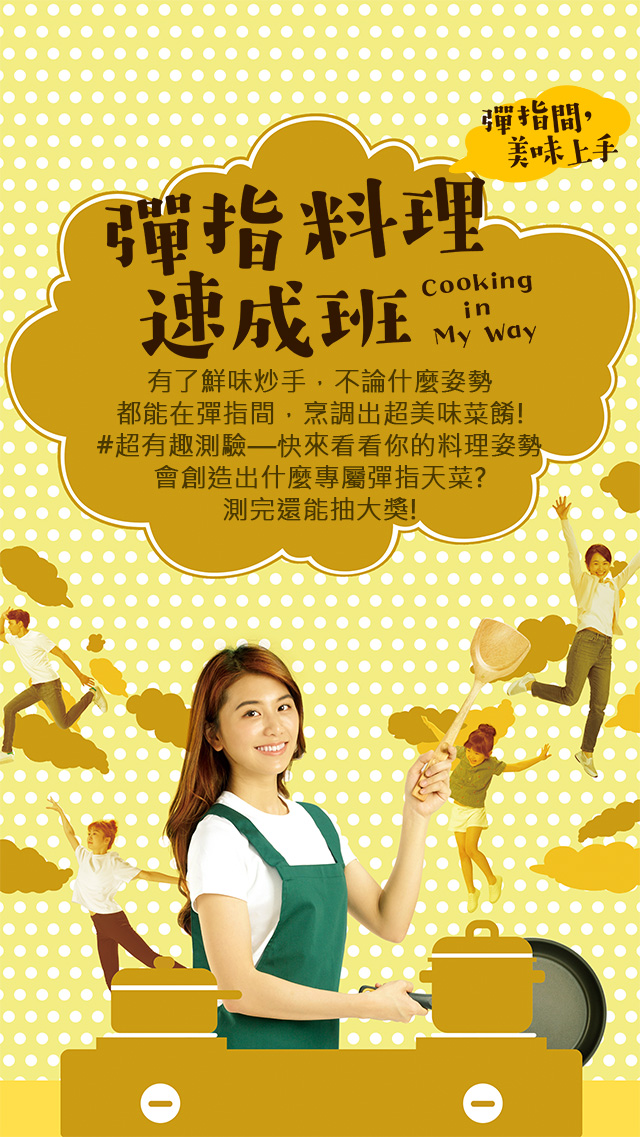 彈指間,
美味上手
彈指料理
速成班
Cooking
in
My Way
有了鮮味炒手，不論什麼姿勢
都能在彈指間，烹調出超美味菜餚!
#超有趣測驗—快來看看你的料理姿勢
會創造出什麼專屬彈指天菜?
測完還能抽大獎!